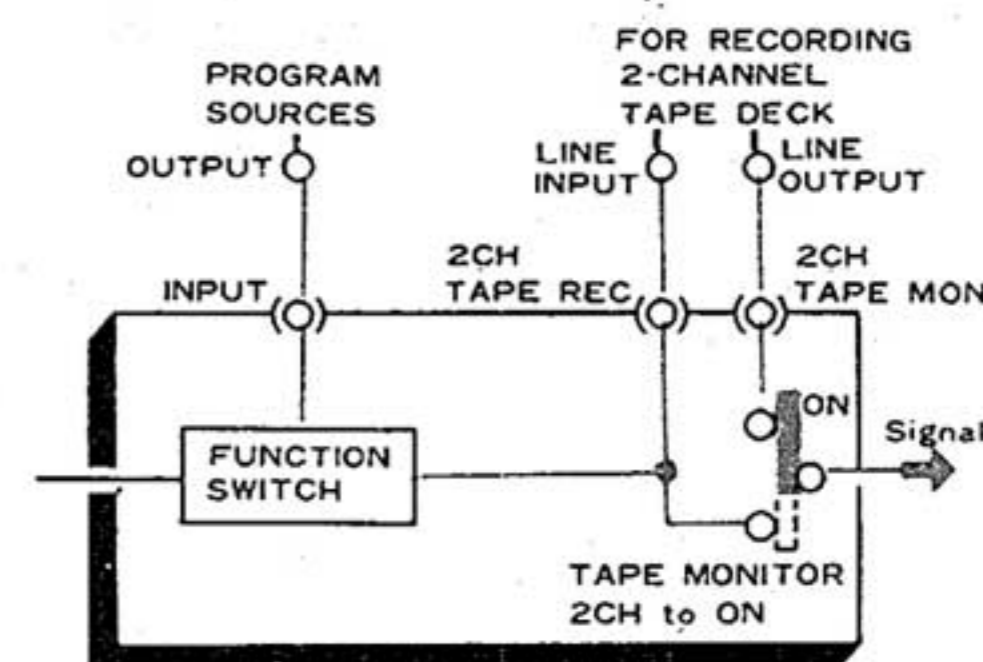 FOR RECORDING
2-CHANNEL
TAPE DECK
PROGRAM
SOURCES
OUTPUT
LINE
INPUT
LINE
OUTPUT
INPUT
2CH
TAPE REC
2CH
TAPE MON
ON
Signal
FUNCTION
SWITCH
TAPE MONITOR
2CH to ON